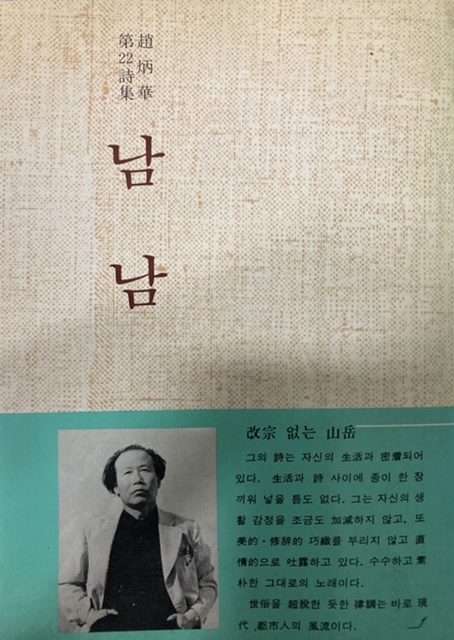 趙炳華
第22詩集
남남
改宗 없는 山岳
그의 詩는 자신의 生活과 密着되어
있다. 生活과 詩 사이에 종이 한 장
끼워 넣을 틈도 없다. 그는 자신의 생
활 감정을 조금도 加減하지 않고, 또
美的·修辞的 巧緻를 부리지 않고 直
情的으로 吐露하고 있다. 수수하고 素
朴한 그대로의 노래이다.
世俗을 超脫한 듯한 律調는 바로 現
代 都市人의 風流이다.